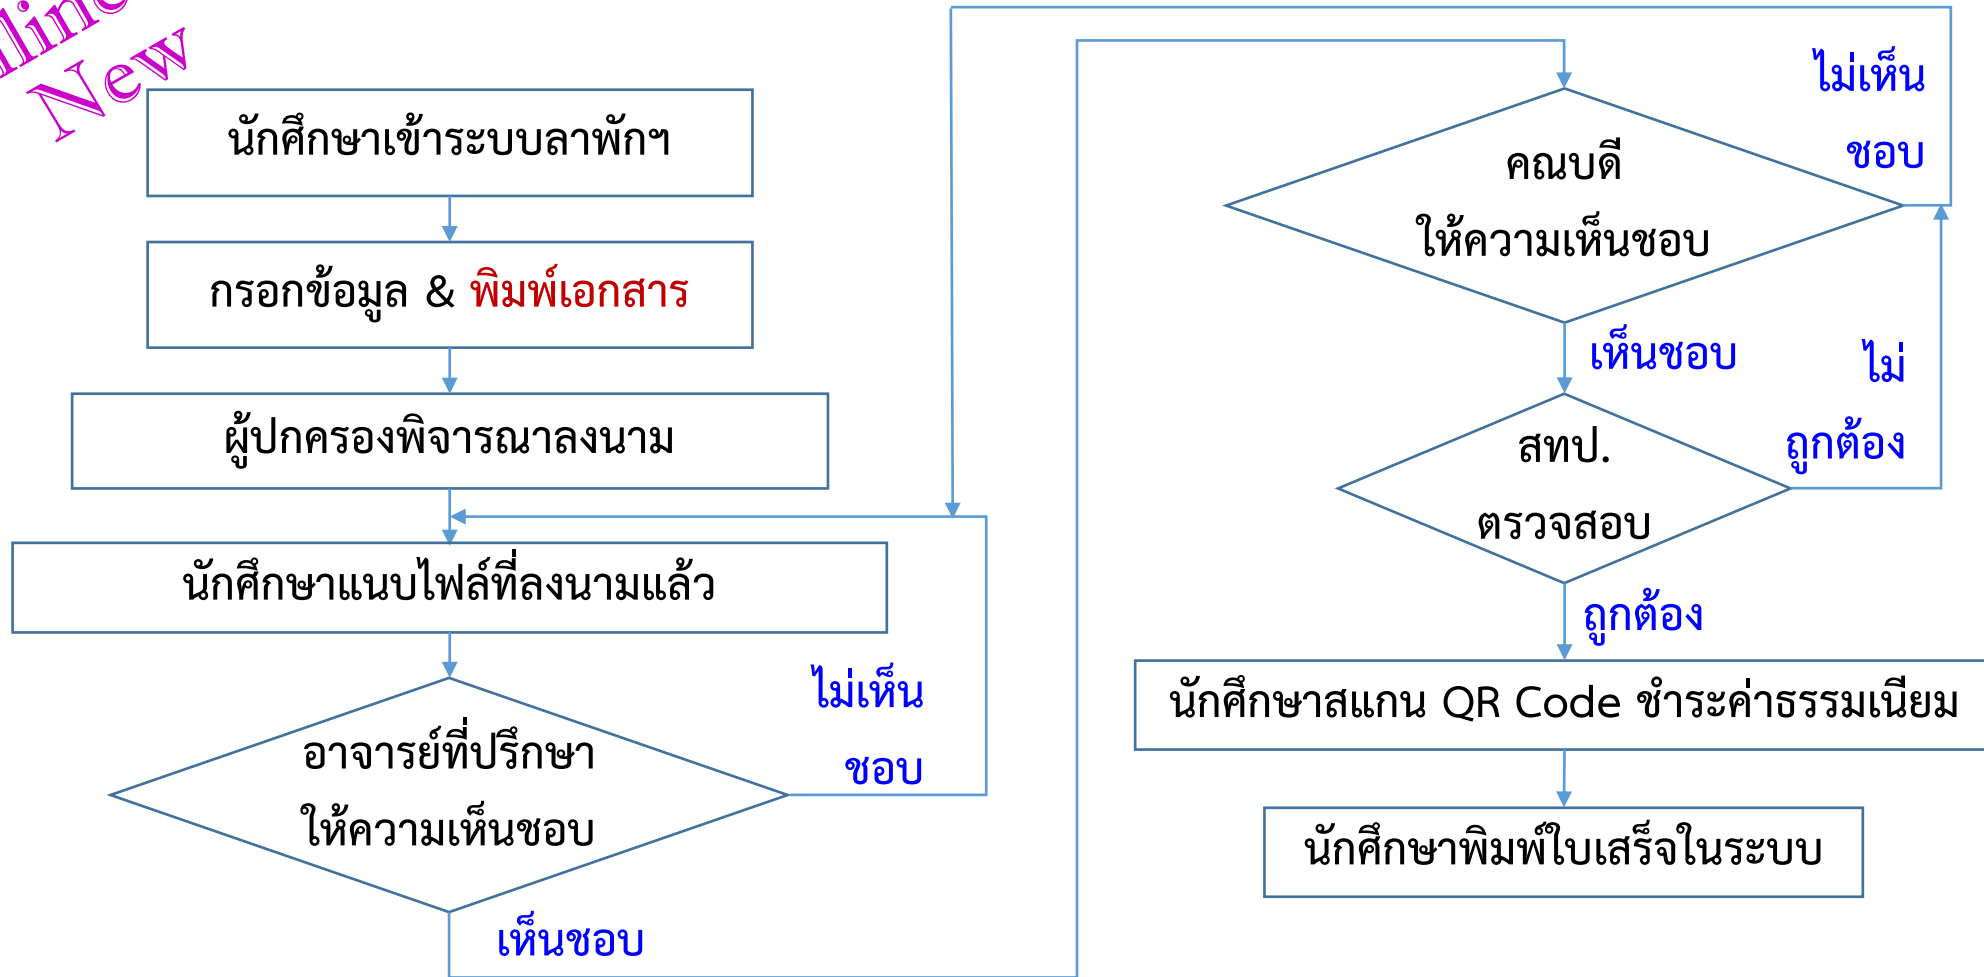 New
นักศึกษาเข้าระบบลาพักฯ
กรอกข้อมูล & พิมพ์เอกสาร
ผู้ปกครองพิจารณาลงนาม
นักศึกษาแนบไฟล์ที่ลงนามแล้ว
อาจารย์ที่ปรึกษา
ให้ความเห็นชอบ
ไม่เห็น
ชอบ
เห็นชอบ
คณบดี
ให้ความเห็นชอบ
ไม่เห็น
ชอบ
เห็นชอบ
สทป.
ตรวจสอบ
ไม่
ถูกต้อง
ถูกต้อง
นักศึกษาสแกน QR Code ชำระค่าธรรมเนียม
นักศึกษาพิมพ์ใบเสร็จในระบบ